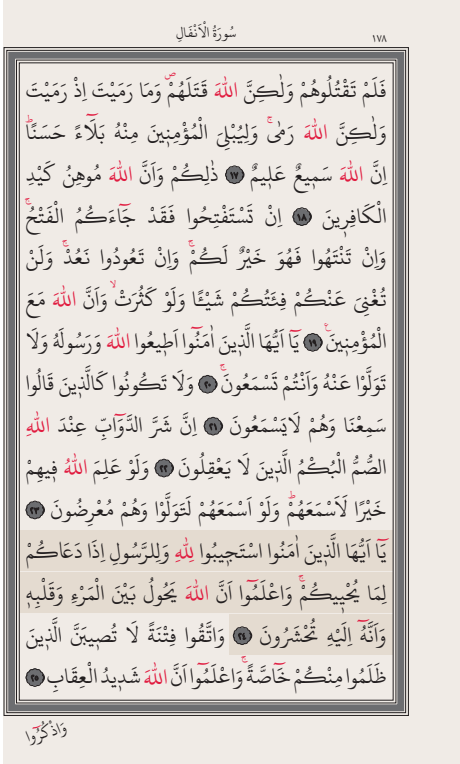 سُورَةُ الْاَنْفَالِ
١٧٨
فَلَمْ تَقْتُلُوهُمْ وَلٰكِنَّ اللّٰهَ قَتَلَهُمْۖ وَمَا رَمَيْتَ اِذْ رَمَيْتَ
وَلٰكِنَّ اللّٰهَ رَمٰىۚ وَلِيُبْلِيَ الْمُؤْمِنٖينَ مِنْهُ بَلَٓاءً حَسَنًاؕ
اِنَّ اللّٰهَ سَمٖيعٌ عَلٖيمٌ ﴿١٧﴾ ذٰلِكُمْ وَاَنَّ اللّٰهَ مُوهِنُ كَيْدِ
الْكَافِرٖينَ ﴿١٨﴾ اِنْ تَسْتَفْتِحُوا فَقَدْ جَٓاءَكُمُ الْفَتْحُۚ
وَاِنْ تَنْتَهُوا فَهُوَ خَيْرٌ لَكُمْۚ وَاِنْ تَعُودُوا نَعُدْۚ وَلَنْ
تُغْنِيَ عَنْكُمْ فِئَتُكُمْ شَيْـًٔا وَلَوْ كَثُرَتْۙ وَاَنَّ اللّٰهَ مَعَ
الْمُؤْمِنٖينَۚ ﴿١٩﴾ يَٓا اَيُّهَا الَّذٖينَ اٰمَنُٓوا اَطٖيعُوا اللّٰهَ وَرَسُولَهُ وَلَا
تَوَلَّوْا عَنْهُ وَاَنْتُمْ تَسْمَعُونَۚ ﴿٢٠﴾ وَلَا تَكُونُوا كَالَّذٖينَ قَالُوا
سَمِعْنَا وَهُمْ لَايَسْمَعُونَ ﴿٢١﴾ اِنَّ شَرَّ الدَّوَٓابِّ عِنْدَ اللّٰهِ
الصُّمُّ الْبُكْمُ الَّذٖينَ لَا يَعْقِلُونَ ﴿٢٢﴾ وَلَوْ عَلِمَ اللّٰهُ فٖيهِمْ
خَيْرًا لَاَسْمَعَهُمْؕ وَلَوْ اَسْمَعَهُمْ لَتَوَلَّوْا وَهُمْ مُعْرِضُونَ ﴿٢٣﴾
يَٓا اَيُّهَا الَّذٖينَ اٰمَنُوا اسْتَجٖيبُوا لِلّٰهِ وَلِلرَّسُولِ اِذَا دَعَاكُمْ
لِمَا يُحْيٖيكُمْۚ وَاعْلَمُٓوا اَنَّ اللّٰهَ يَحُولُ بَيْنَ الْمَرْءِ وَقَلْبِهٖ
وَاَنَّهُٓ اِلَيْهِ تُحْشَرُونَ ﴿٢٤﴾ وَاتَّقُوا فِتْنَةً لَا تُصٖيبَنَّ الَّذٖينَ
ظَلَمُوا مِنْكُمْ خَٓاصَّةًۚ وَاعْلَمُٓوا اَنَّ اللّٰهَ شَدٖيدُ الْعِقَابِ ﴿٢٥﴾
وَاذْكُرُٓوا